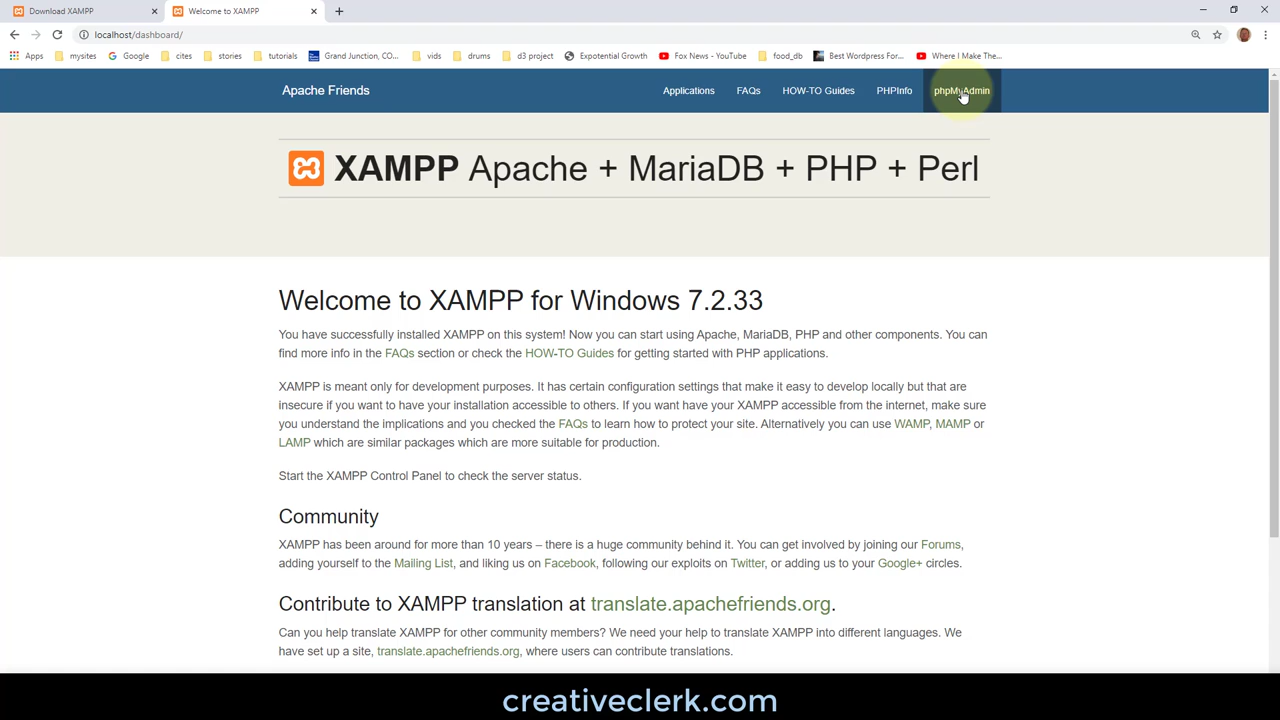 Download XAMPP
Welcome to XAMPP
localhost/dashboard/
Apps mysites Google cites stories tutorials Grand Junction, CO... vids drums d3 project Expotential Growth Fox News - YouTube food_db Best Wordpress For... Where I Make The...
Apache Friends Applications FAQs HOW-TO Guides PHPInfo phpMyAdmin
XAMPP Apache + MariaDB + PHP + Perl
Welcome to XAMPP for Windows 7.2.33
You have successfully installed XAMPP on this system! Now you can start using Apache, MariaDB, PHP and other components. You can
find more info in the FAQs section or check the HOW-TO Guides for getting started with PHP applications.
XAMPP is meant only for development purposes. It has certain configuration settings that make it easy to develop locally but that are
insecure if you want to have your installation accessible to others. If you want have your XAMPP accessible from the internet, make sure
you understand the implications and you checked the FAQs to learn how to protect your site. Alternatively you can use WAMP, MAMP or
LAMP which are similar packages which are more suitable for production.
Start the XAMPP Control Panel to check the server status.
Community
XAMPP has been around for more than 10 years – there is a huge community behind it. You can get involved by joining our Forums,
adding yourself to the Mailing List, and liking us on Facebook, following our exploits on Twitter, or adding us to your Google+ circles.
Contribute to XAMPP translation at translate.apachefriends.org.
Can you help translate XAMPP for other community members? We need your help to translate XAMPP into different languages. We
have set up a site, translate.apachefriends.org, where users can contribute translations.
creativeclerk.com